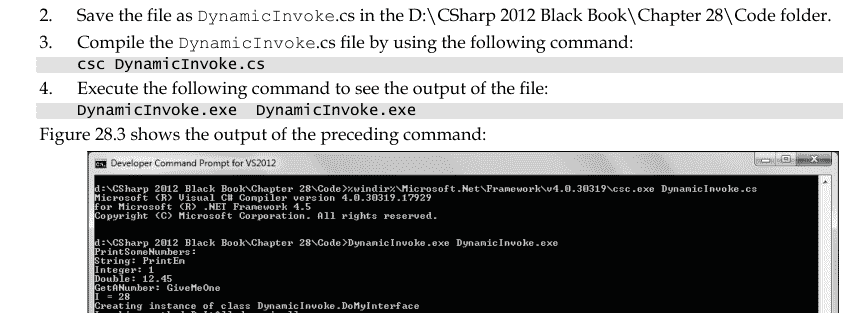 2. Save the file as DynamicInvoke.cs in the D:\CSharp 2012 Black Book\Chapter 28\Code folder.
3. Compile the DynamicInvoke.cs file by using the following command:
csc DynamicInvoke.cs
4. Execute the following command to see the output of the file:
DynamicInvoke.exe DynamicInvoke.exe
Figure 28.3 shows the output of the preceding command:
Developer Command Prompt for VS2012
d:\CSharp 2012 Black Book\Chapter 28\Code>%windir%\Microsoft.Net\Framework\v4.0.30319\csc.exe DynamicInvoke.cs
Microsoft (R) Visual C# Compiler version 4.0.30319.17929
for Microsoft (R) .NET Framework 4.5
Copyright (C) Microsoft Corporation. All rights reserved.
d:\CSharp 2012 Black Book\Chapter 28\Code>DynamicInvoke.exe DynamicInvoke.exe
PrintSomeNumbers:
String: PrintEm
Integer: 1
Double: 12.45
GetANumber: GiveMeOne
I = 28
Creating instance of class DynamicInvoke.DoMyInterface